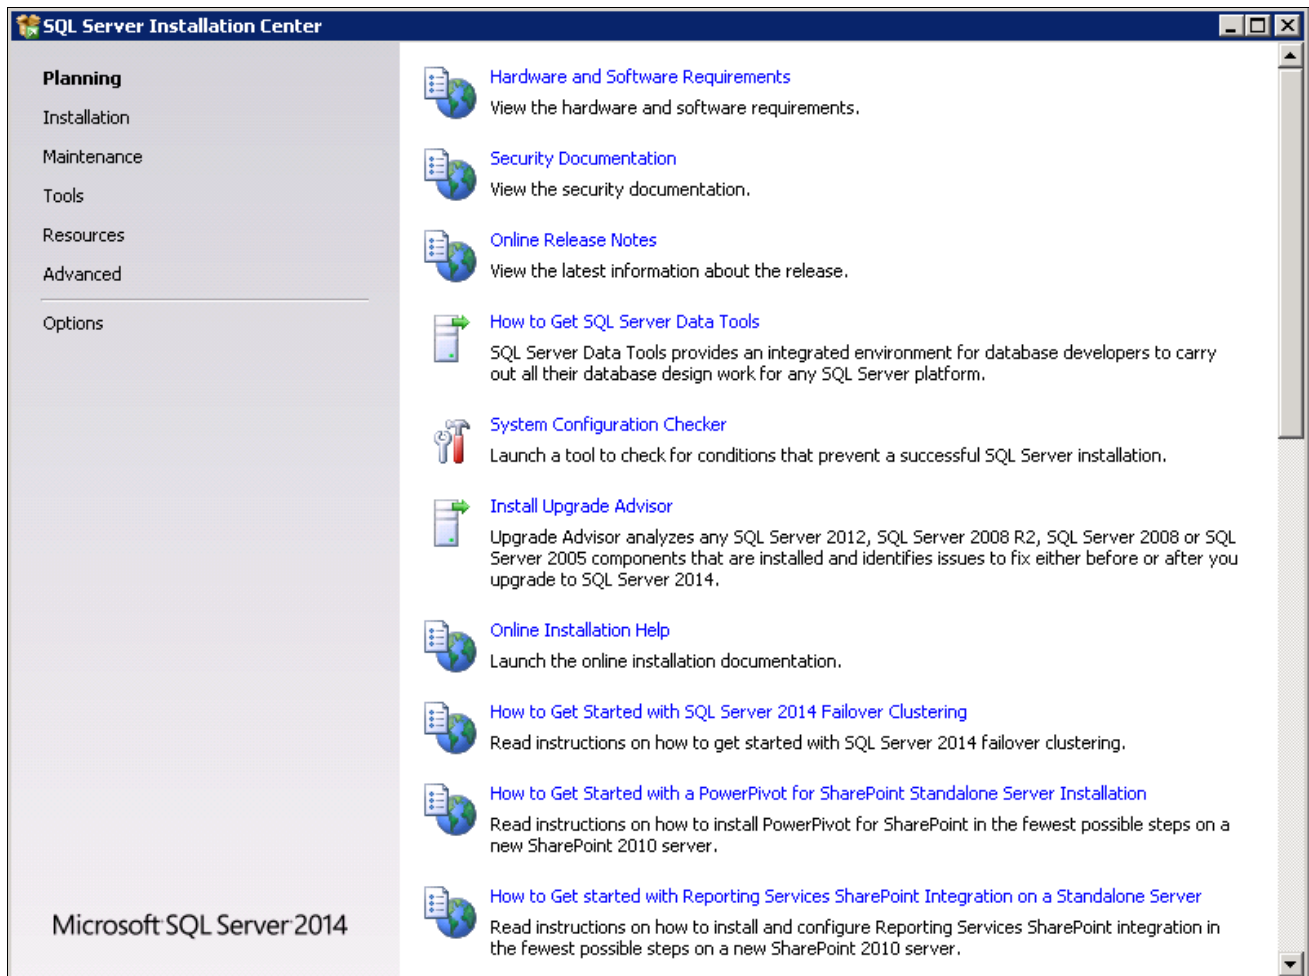 SQL Server Installation Center
Planning
Installation
Maintenance
Tools
Resources
Advanced
Options
Microsoft SQL Server 2014
Hardware and Software Requirements
View the hardware and software requirements.
Security Documentation
View the security documentation.
Online Release Notes
View the latest information about the release.
How to Get SQL Server Data Tools
SQL Server Data Tools provides an integrated environment for database developers to carry
out all their database design work for any SQL Server platform.
System Configuration Checker
Launch a tool to check for conditions that prevent a successful SQL Server installation.
Install Upgrade Advisor
Upgrade Advisor analyzes any SQL Server 2012, SQL Server 2008 R2, SQL Server 2008 or SQL
Server 2005 components that are installed and identifies issues to fix either before or after you
upgrade to SQL Server 2014.
Online Installation Help
Launch the online installation documentation.
How to Get Started with SQL Server 2014 Failover Clustering
Read instructions on how to get started with SQL Server 2014 failover clustering.
How to Get Started with a PowerPivot for SharePoint Standalone Server Installation
Read instructions on how to install PowerPivot for SharePoint in the fewest possible steps on a
new SharePoint 2010 server.
How to Get started with Reporting Services SharePoint Integration on a Standalone Server
Read instructions on how to install and configure Reporting Services SharePoint integration in
the fewest possible steps on a new SharePoint 2010 server.